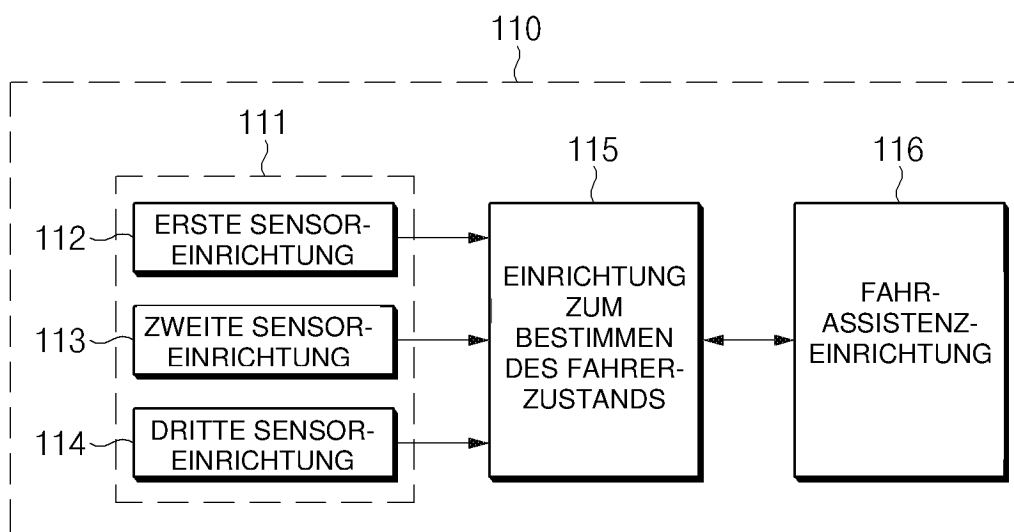 110
111
115
116
112
ERSTE SENSOR-
EINRICHTUNG
113
ZWEITE SENSOR-
EINRICHTUNG
114
DRITTE SENSOR-
EINRICHTUNG
EINRICHTUNG
ZUM
BESTIMMEN
DES FAHRER-
ZUSTANDS
FAHR-
ASSISTENZ-
EINRICHTUNG